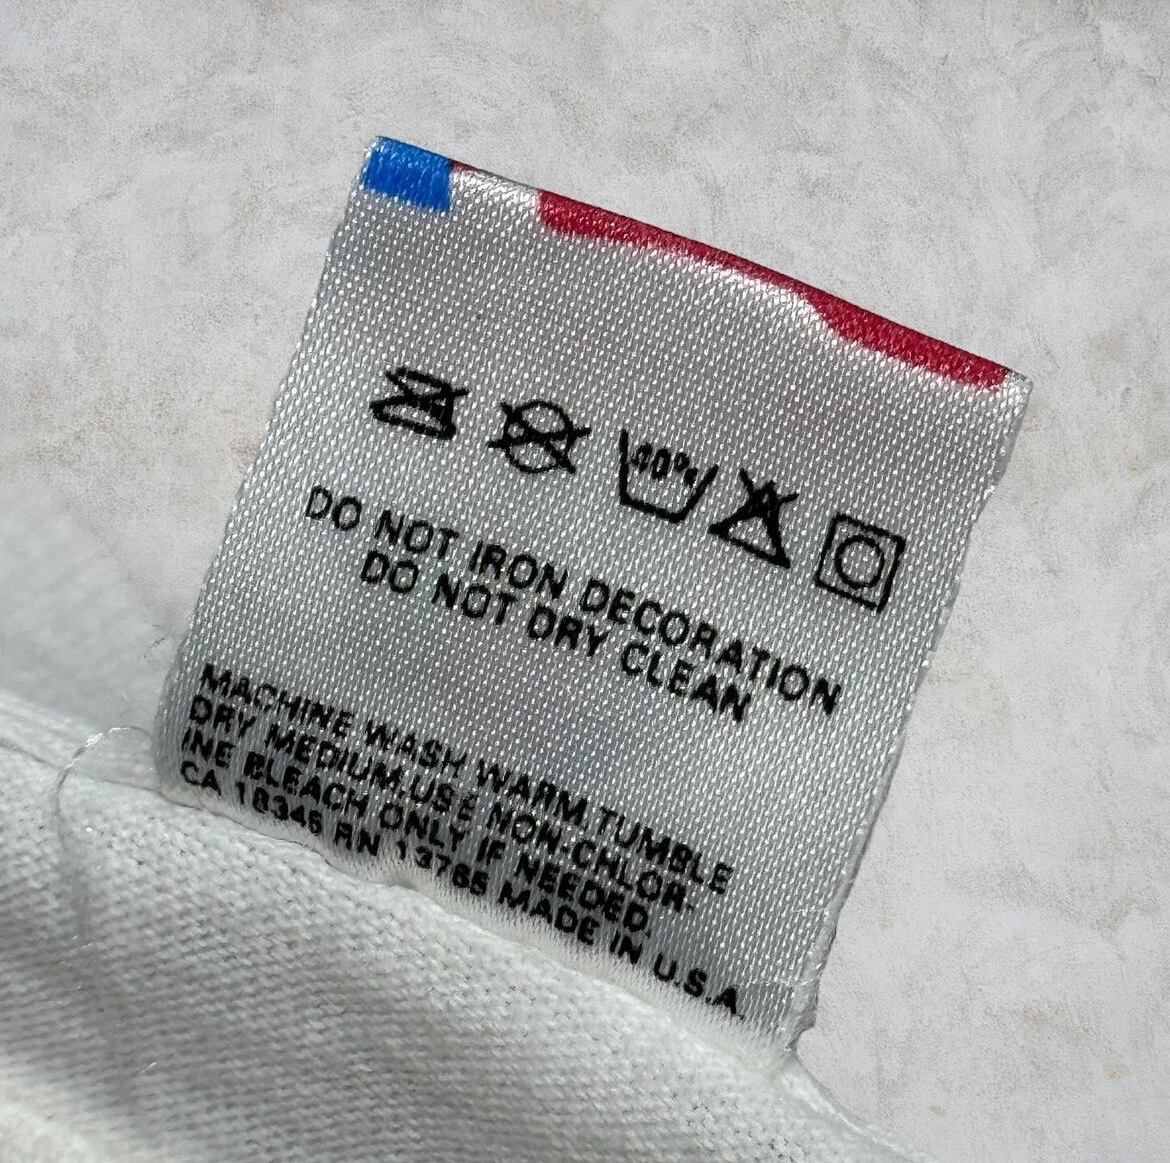 40°c
DO NOT IRON DECORATION
DO NOT DRY CLEAN
MACHINE WASH WARM,TUMBLE
DRY MEDIUM.USE NON-CHLOR-
INE BLEACH ONLY IF NEEDED.
CA 18345 RN 13765 MADE IN U.S.A.